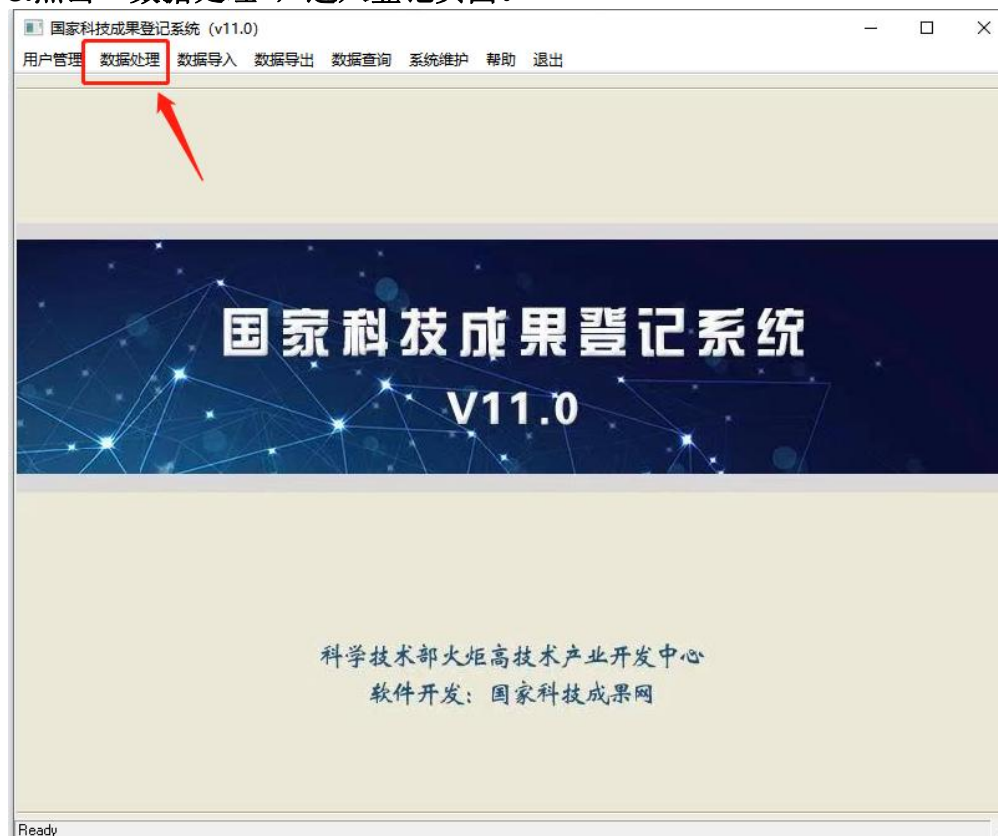 国家科技成果登记系统 (v11.0)
用户管理 数据处理 数据导入 数据导出 数据查询 系统维护 帮助 退出
国家科技成果登记系统
V11.0
科学技术部火炬高技术产业开发中心
软件开发：国家科技成果网
Ready